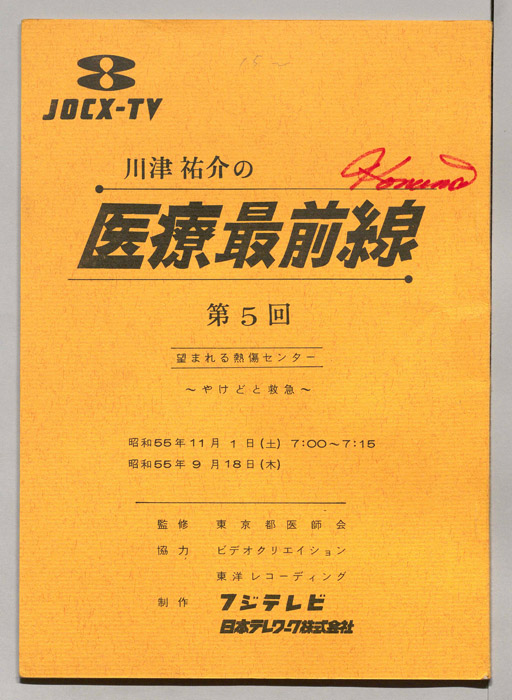 15~
JOCX-TV
川津 祐介の
Konuma
医療最前線
第5回
望まれる熱傷センター
～やけどと救急～
昭和55年11月1日(土) 7:00～7:15
昭和55年9月18日(木)
監修 東京都医師会
協力 ビデオクリエイション
東洋レコーディング
制作 フジテレビ
日本テレワーク株式会社